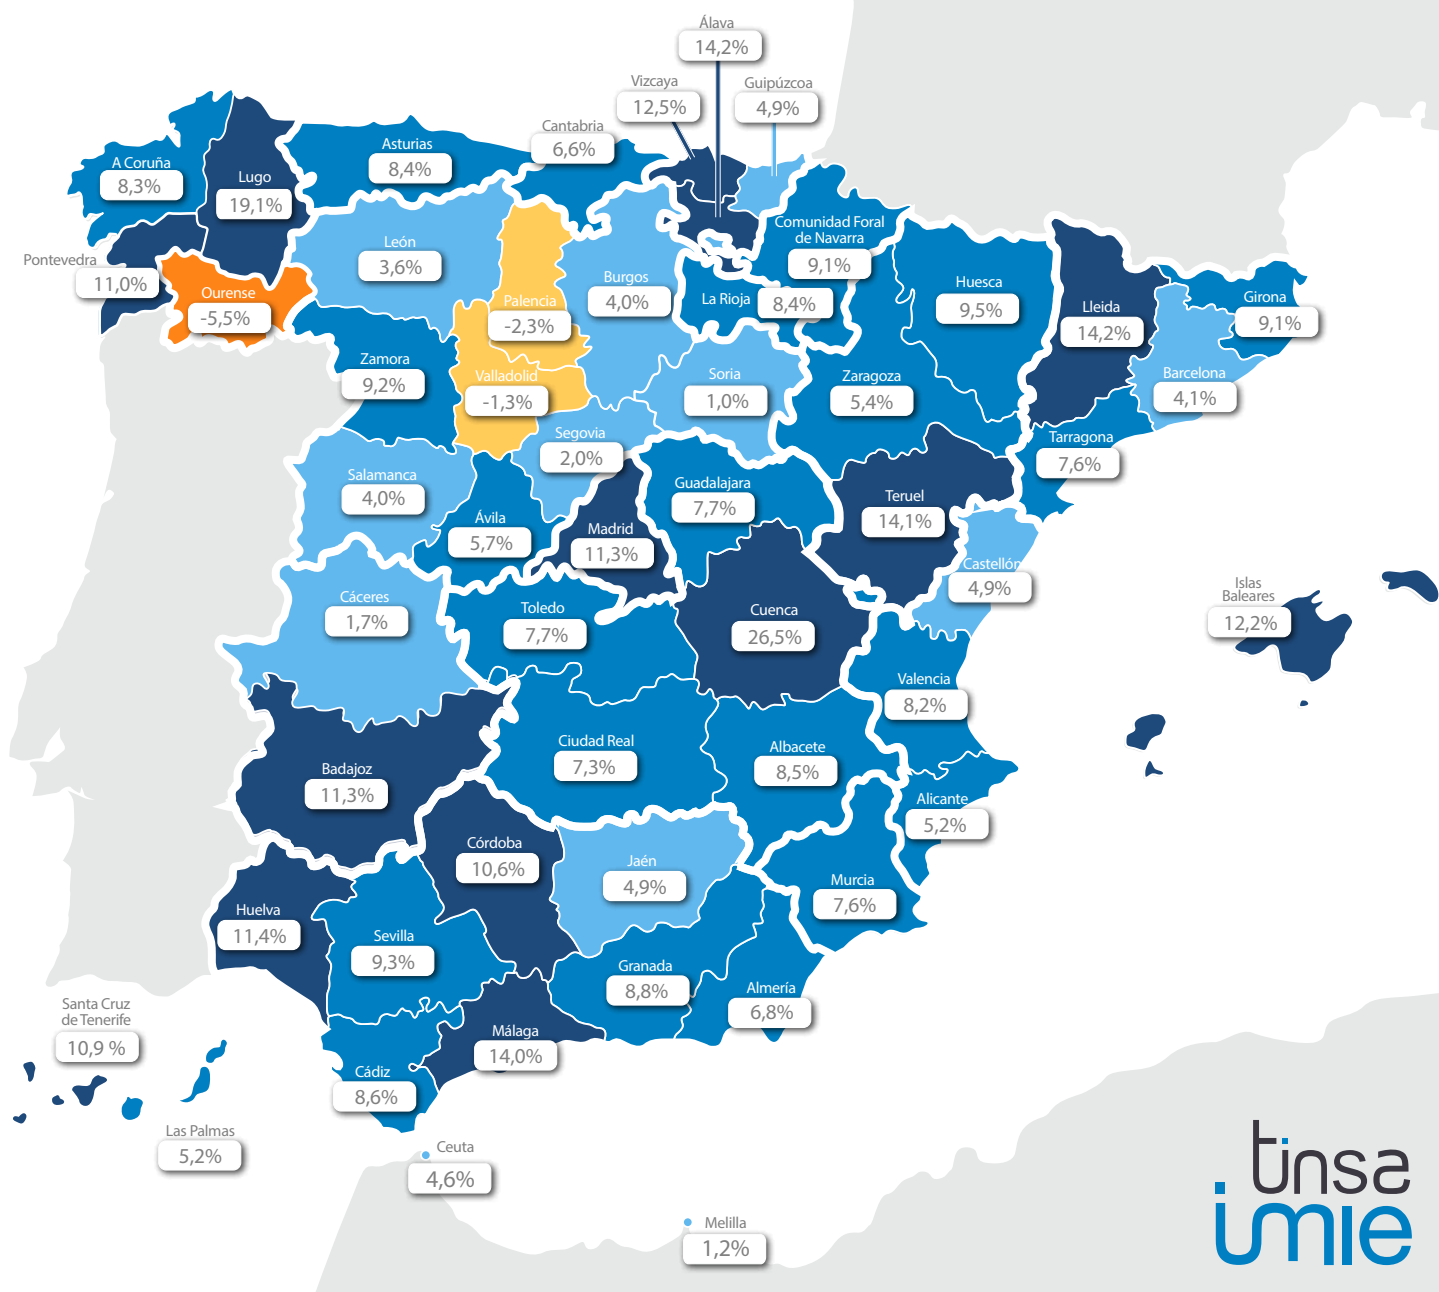 Álava
14,2%
Vizcaya
12,5%
Guipúzcoa
4,9%
Cantabria
6,6%
Asturias
8,4%
A Coruña
8,3%
Lugo
19,1%
Pontevedra
11,0%
Ourense
-5,5%
León
3,6%
Palencia
-2,3%
Burgos
4,0%
Comunidad Foral
de Navarra
9,1%
La Rioja
8,4%
Huesca
9,5%
Lleida
14,2%
Girona
9,1%
Barcelona
4,1%
Zamora
9,2%
Valladolid
-1,3%
Soria
1,0%
Zaragoza
5,4%
Tarragona
7,6%
Segovia
2,0%
Salamanca
4,0%
Ávila
5,7%
Madrid
11,3%
Guadalajara
7,7%
Teruel
14,1%
Castellón
4,9%
Islas
Baleares
12,2%
Cáceres
1,7%
Toledo
7,7%
Cuenca
26,5%
Valencia
8,2%
Badajoz
11,3%
Ciudad Real
7,3%
Albacete
8,5%
Alicante
5,2%
Córdoba
10,6%
Jaén
4,9%
Murcia
7,6%
Huelva
11,4%
Sevilla
9,3%
Granada
8,8%
Almería
6,8%
Málaga
14,0%
Cádiz
8,6%
Santa Cruz
de Tenerife
10,9 %
Las Palmas
5,2%
Ceuta
4,6%
Melilla
1,2%
tinsa
imie